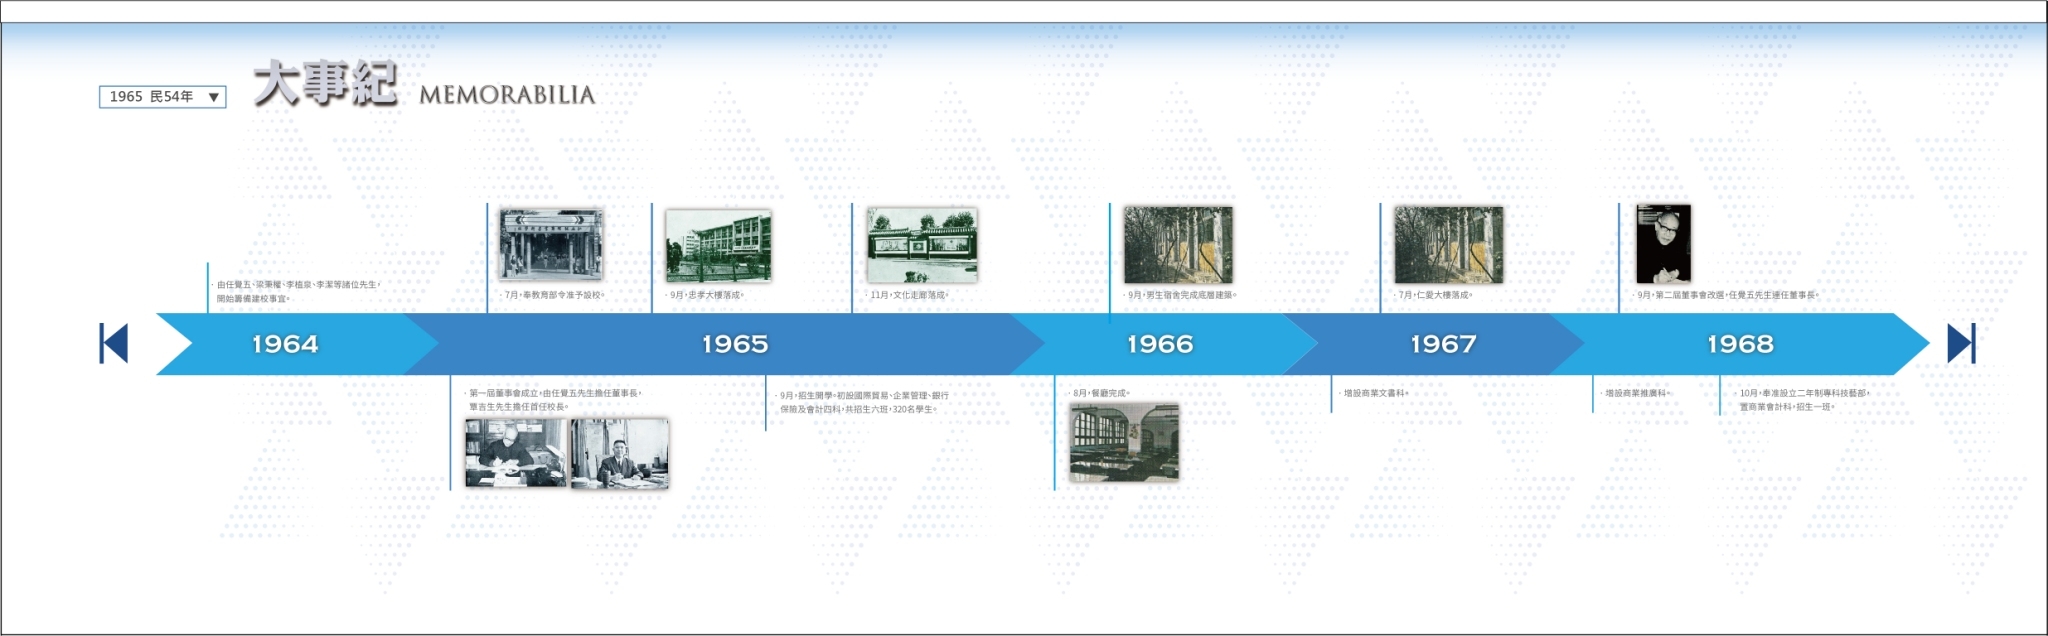 1965 民54年 ▼
大事紀 MEMORABILIA
· 由任覺五、梁秉權、李植泉、李潔等諸位先生，
開始籌備建校事宜。
· 7月，奉教育部令准予設校。
· 9月，忠孝大樓落成。
· 11月，文化走廊落成。
· 9月，男生宿舍完成底層建築。
· 7月，仁愛大樓落成。
· 9月，第二屆董事會改選，任覺五先生連任董事長。
1964
1965
1966
1967
1968
· 第一屆董事會成立，由任覺五先生擔任董事長，
覃吉生先生擔任首任校長。
· 9月，招生開學。初設國際貿易、企業管理、銀行
保險及會計四科，共招生六班，320名學生。
· 8月，餐廳完成。
· 增設商業文書科。
· 增設商業推廣科。
· 10月，奉准設立二年制專科技藝部，
置商業會計科，招生一班。